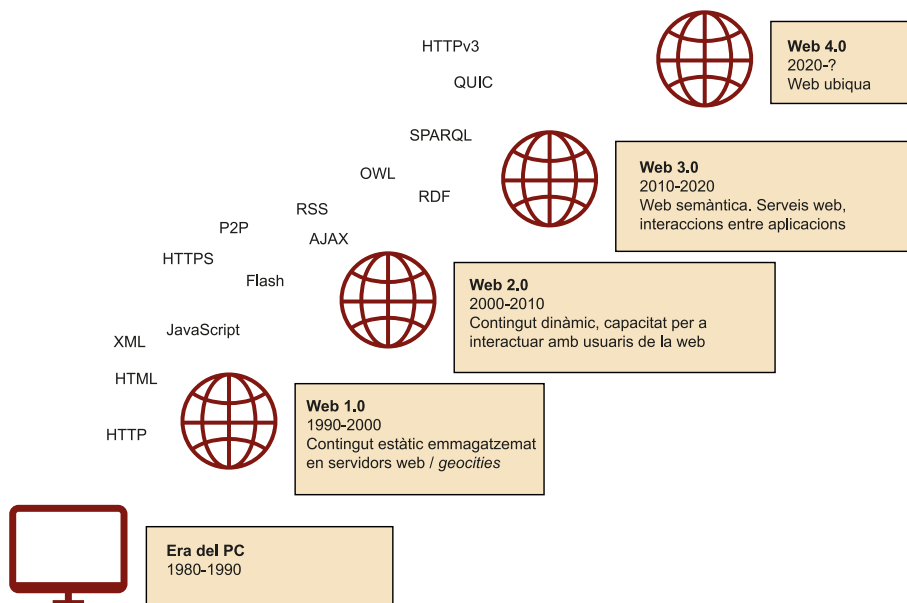 HTTPv3
QUIC
Web 4.0
2020-?
Web ubiqua
SPARQL
OWL
RDF
Web 3.0
2010-2020
Web semàntica. Serveis web,
interaccions entre aplicacions
RSS
P2P
AJAX
HTTPS
Flash
Web 2.0
2000-2010
Contingut dinàmic, capacitat per a
interactuar amb usuaris de la web
JavaScript
XML
HTML
HTTP
Web 1.0
1990-2000
Contingut estàtic emmagatzemat
en servidors web / geocities
Era del PC
1980-1990